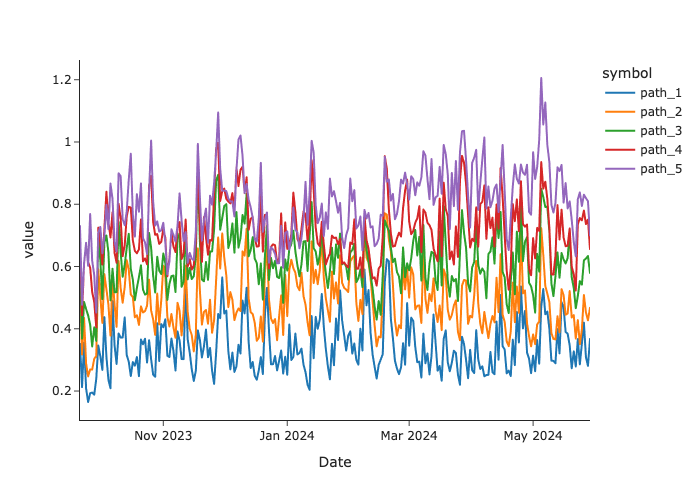 symbol
path_1
path_2
path_3
path_4
path_5
value
1.2
1
0.8
0.6
0.4
0.2
Nov 2023
Jan 2024
Mar 2024
May 2024
Date